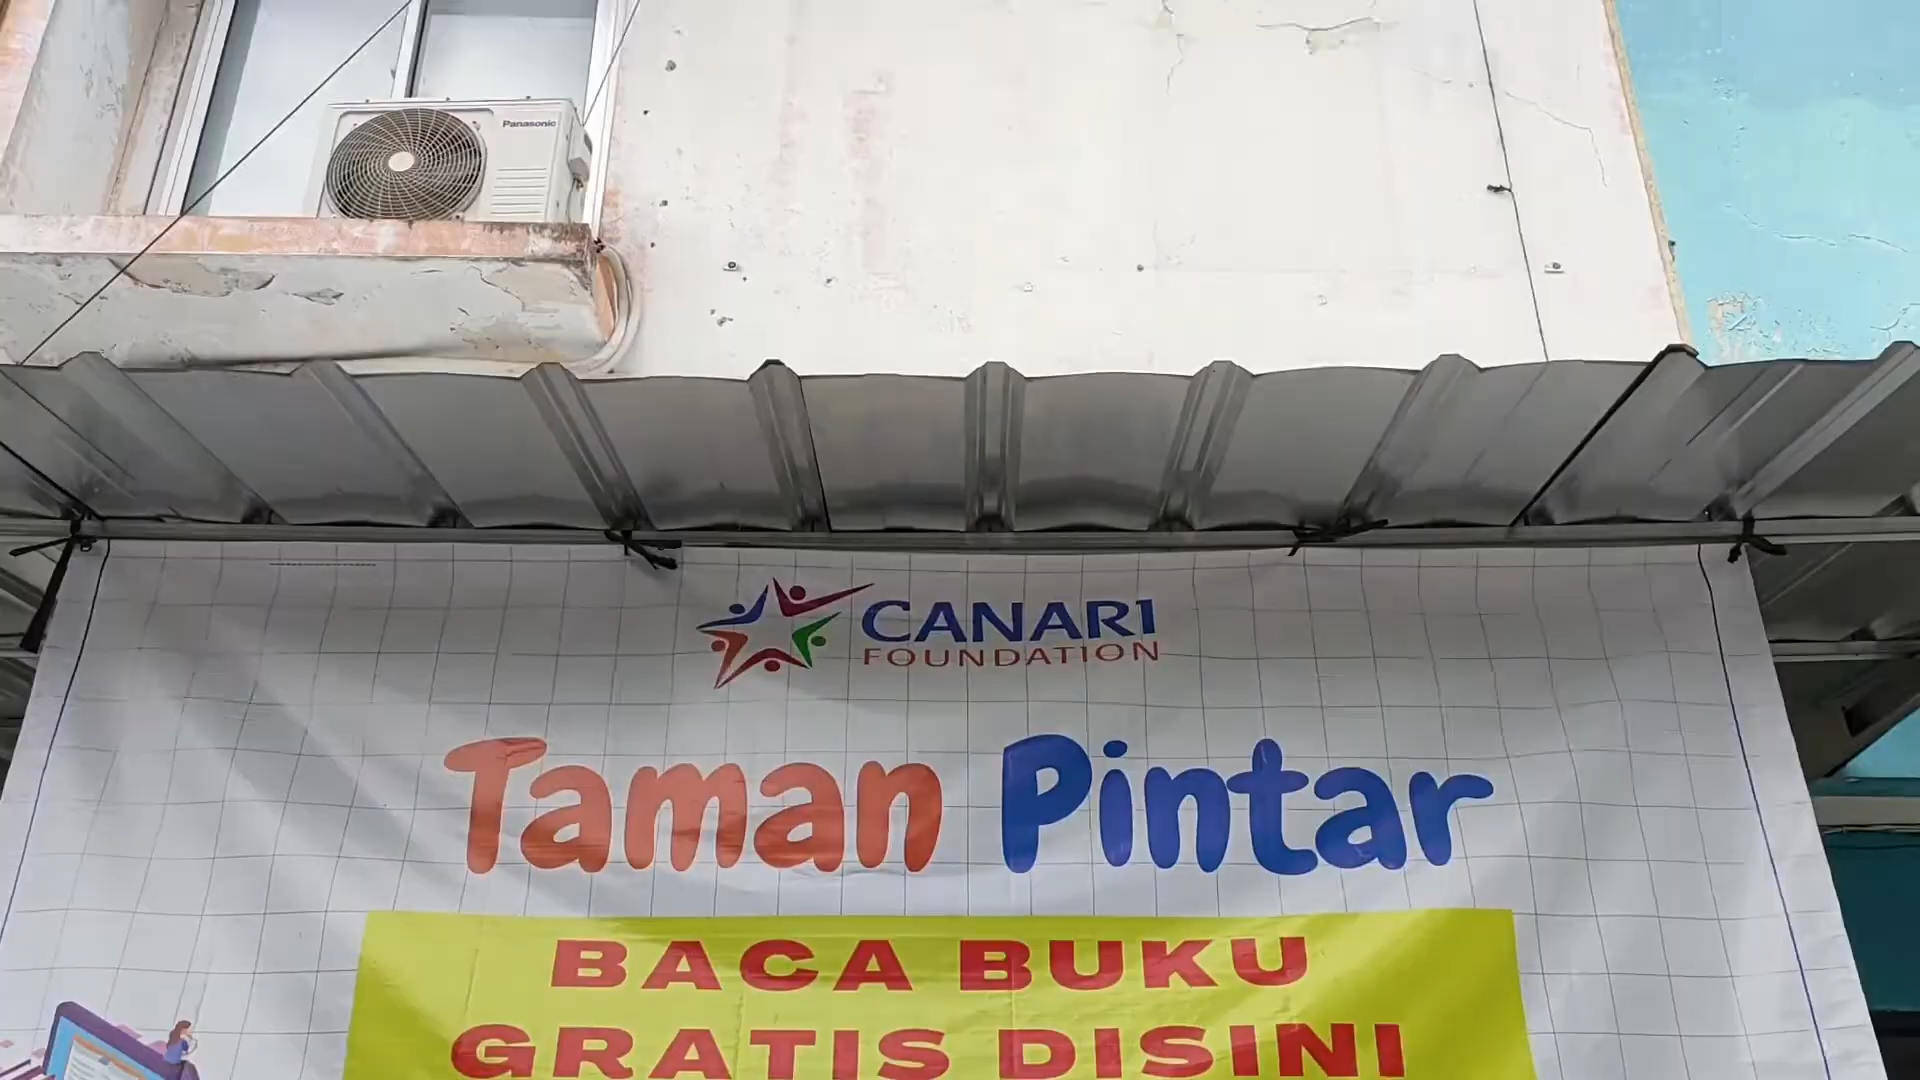 Panasonic
CANARI
FOUNDATION
Taman Pintar
BACA BUKU
GRATIS DISINI